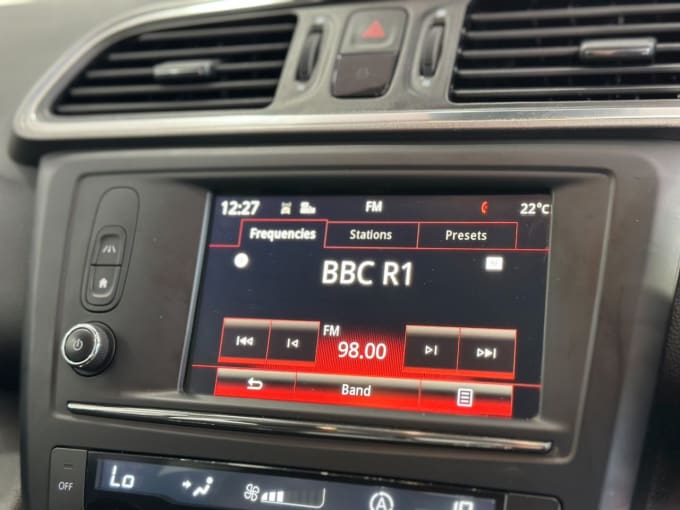 12:27 FM 22°C
Frequencies Stations Presets
BBC R1
FM
98.00
Band
OFF Lo A